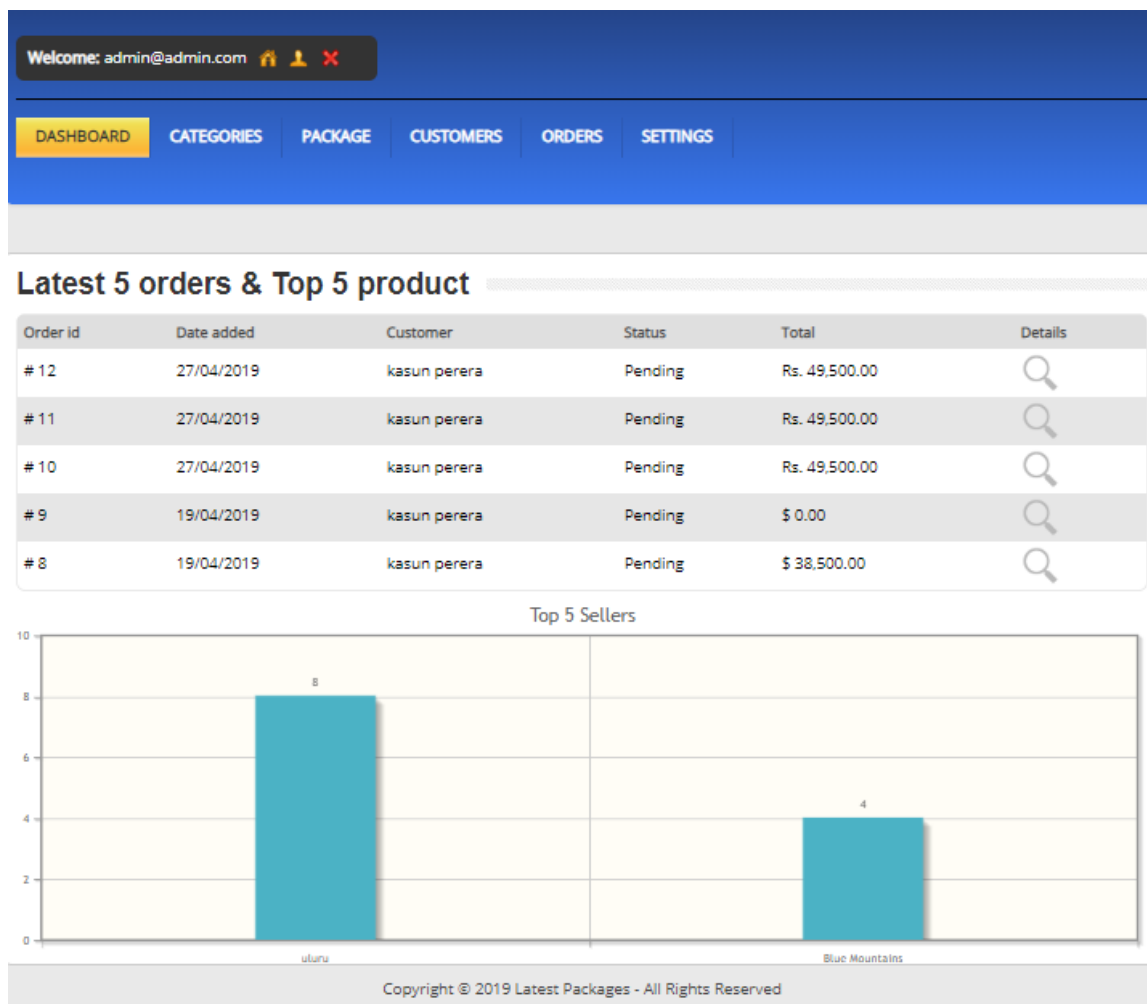 Welcome: admin@admin.com
DASHBOARD CATEGORIES PACKAGE CUSTOMERS ORDERS SETTINGS
Latest 5 orders & Top 5 product
Order id Date added Customer Status Total Details
# 12 27/04/2019 kasun perera Pending Rs. 49,500.00
# 11 27/04/2019 kasun perera Pending Rs. 49,500.00
# 10 27/04/2019 kasun perera Pending Rs. 49,500.00
# 9 19/04/2019 kasun perera Pending $ 0.00
# 8 19/04/2019 kasun perera Pending $ 38,500.00
Top 5 Sellers
10
8
8
6
4
4
2
0
uluru Blue Mountains
Copyright © 2019 Latest Packages - All Rights Reserved